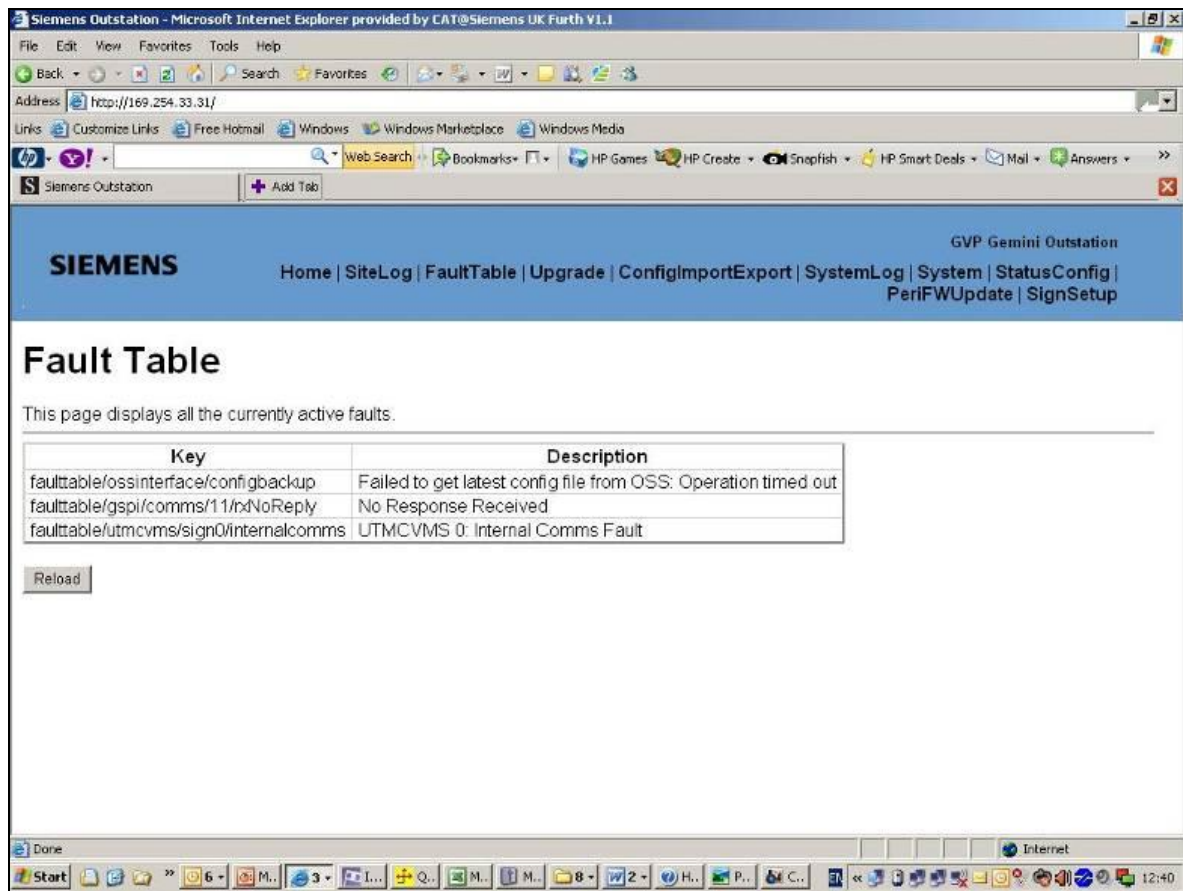 Siemens Outstation - Microsoft Internet Explorer provided by CAT@Siemens UK Furth V1.1
File Edit View Favorites Tools Help
Back Search Favorites
Address http://169.254.33.31/
Links Customize Links Free Hotmail Windows Windows Marketplace Windows Media
Web Search Bookmarks HP Games HP Create Snapfish HP Smart Deals Mail Answers »
S Siemens Outstation Add Tab
GVP Gemini Outstation
SIEMENS
Home | SiteLog | FaultTable | Upgrade | ConfigImportExport | SystemLog | System | StatusConfig |
PeriFWUpdate | SignSetup
Fault Table
This page displays all the currently active faults.
Key Description
faulttable/ossinterface/configbackup Failed to get latest config file from OSS: Operation timed out
faulttable/gspi/comms/11/rxNoReply No Response Received
faulttable/utmcvms/sign0/internalcomms UTMCVMS 0: Internal Comms Fault
Reload
Done Internet
Start » 6 M... 3 I... Q... M... M... 8 W 2 H... P... C... « 12:40